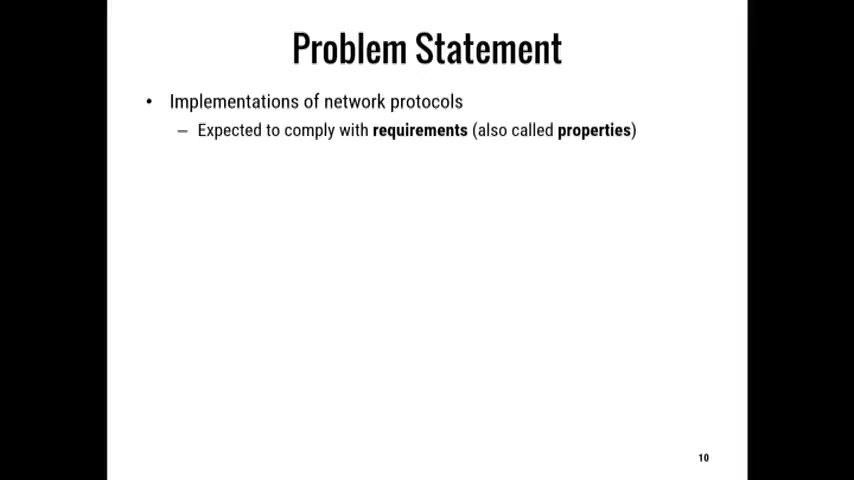 Problem Statement
• Implementations of network protocols
– Expected to comply with requirements (also called properties)
10